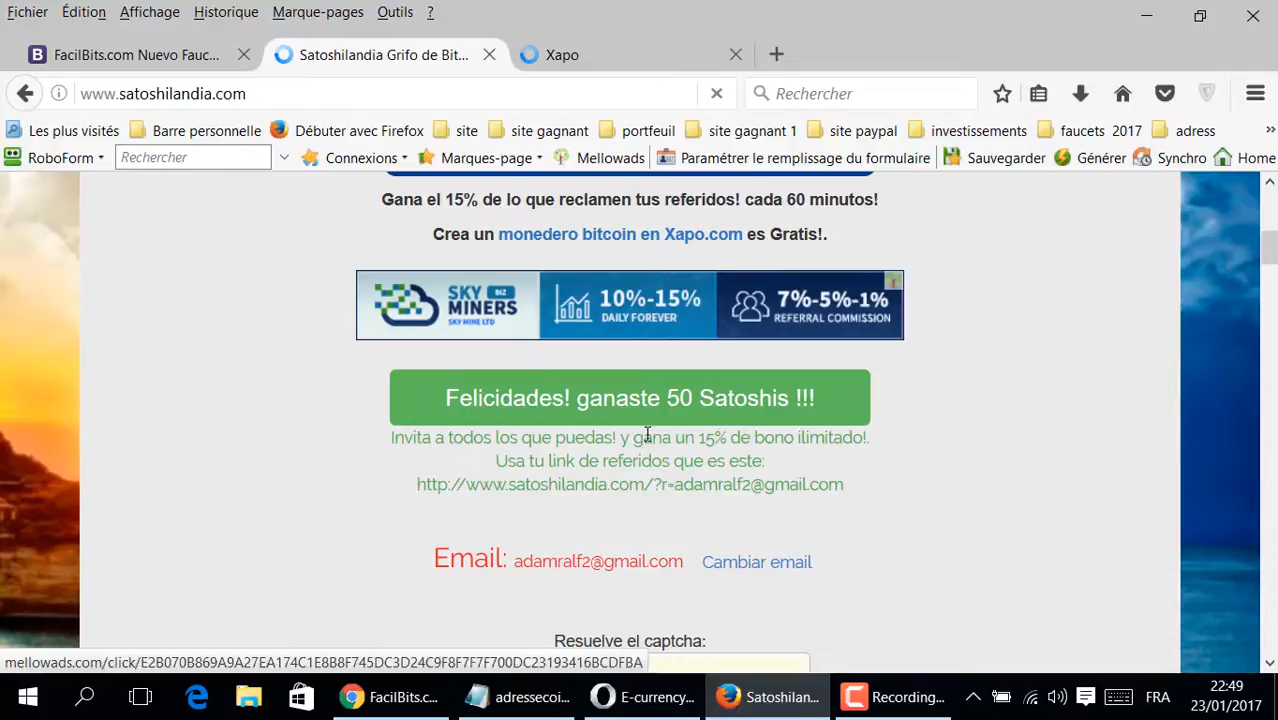 Fichier Édition Affichage Historique Marque-pages Outils ?
FacilBits.com Nuevo Fauc... Satoshilandia Grifo de Bit... Xapo
www.satoshilandia.com Rechercher
Les plus visités Barre personnelle Débuter avec Firefox site site gagnant portfeuil site gagnant 1 site paypal investissements faucets 2017 adress
RoboForm Rechercher Connexions Marques-page Mellowads Paramétrer le remplissage du formulaire Sauvegarder Générer Synchro Home
Gana el 15% de lo que reclamen tus referidos! cada 60 minutos!
Crea un monedero bitcoin en Xapo.com es Gratis!.
SKY BIZ 10%-15% 7%-5%-1%
MINERS DAILY FOREVER REFERRAL COMMISSION
SKY MINE LTD
Felicidades! ganaste 50 Satoshis !!!
Invita a todos los que puedas! y gana un 15% de bono ilimitado!.
Usa tu link de referidos que es este:
http://www.satoshilandia.com/?r=adamralf2@gmail.com
Email: adamralf2@gmail.com Cambiar email
Resuelve el captcha:
mellowads.com/click/E2B070B869A9A27EA174C1E8B8F745DC3D24C9F8F7F7F700DC23193416BCDFBA
FacilBits.c... adressecoi... E-currency... Satoshilan... Recording... FRA 22:49
23/01/2017